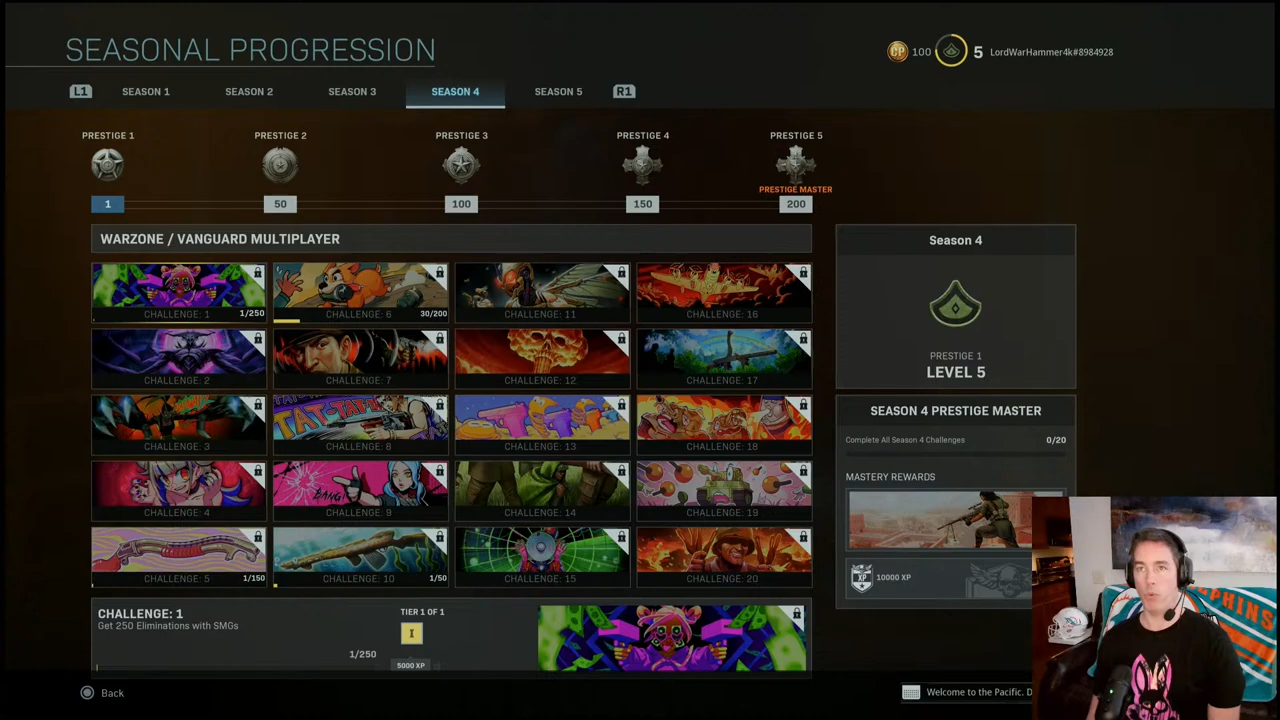 SEASONAL PROGRESSION
CP 100 5 LordWarHammer4k#8984928
L1 SEASON 1 SEASON 2 SEASON 3 SEASON 4 SEASON 5 R1
PRESTIGE 1 PRESTIGE 2 PRESTIGE 3 PRESTIGE 4 PRESTIGE 5
PRESTIGE MASTER
1 50 100 150 200
WARZONE / VANGUARD MULTIPLAYER
CHALLENGE: 1 1/250 CHALLENGE: 6 30/200 CHALLENGE: 11 CHALLENGE: 16
CHALLENGE: 2 CHALLENGE: 7 CHALLENGE: 12 CHALLENGE: 17
CHALLENGE: 3 CHALLENGE: 8 CHALLENGE: 13 CHALLENGE: 18
CHALLENGE: 4 BANG! CHALLENGE: 9 CHALLENGE: 14 CHALLENGE: 19
CHALLENGE: 5 1/150 CHALLENGE: 10 1/50 CHALLENGE: 15 CHALLENGE: 20
CHALLENGE: 1
Get 250 Eliminations with SMGs
TIER 1 OF 1
I
1/250
5000 XP
Season 4
PRESTIGE 1
LEVEL 5
SEASON 4 PRESTIGE MASTER
Complete All Season 4 Challenges 0/20
MASTERY REWARDS
XP 10000 XP
Back
Welcome to the Pacific.